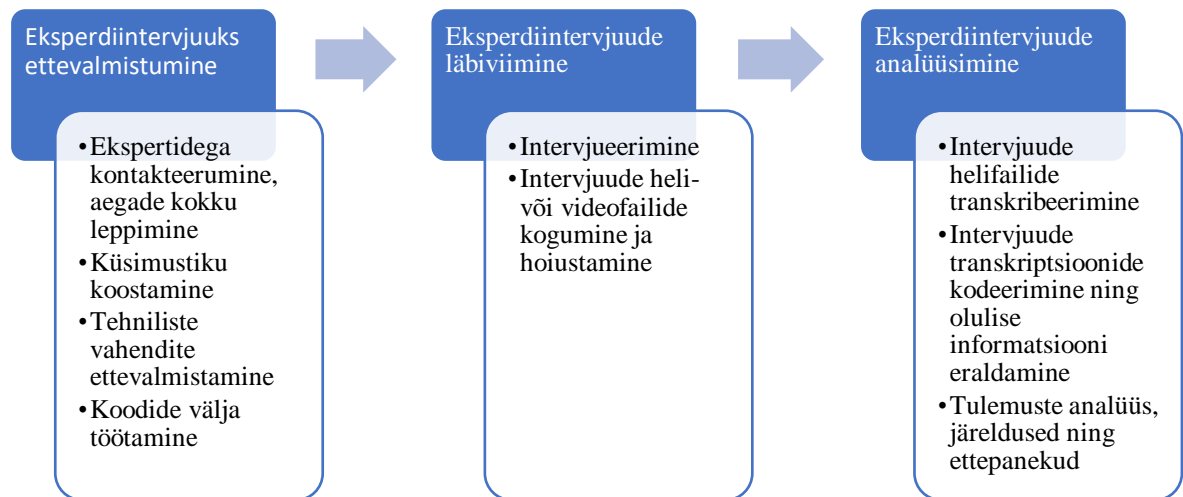 Eksperdiintervjuuks
ettevalmistumine
•Ekspertidega
kontakteerumine,
aegade kokku
leppimine
•Küsimustiku
koostamine
•Tehniliste
vahendite
ettevalmistamine
•Koodide välja
töötamine
Eksperdiintervjuude
läbiviimine
•Intervjueerimine
•Intervjuude heli-
või videofailide
kogumine ja
hoiustamine
Eksperdiintervjuude
analüüsimine
•Intervjuude
helifailide
transkribeerimine
•Intervjuude
transkriptsioonide
kodeerimine ning
olulise
informatsiooni
eraldamine
•Tulemuste analüüs,
järeldused ning
ettepanekud